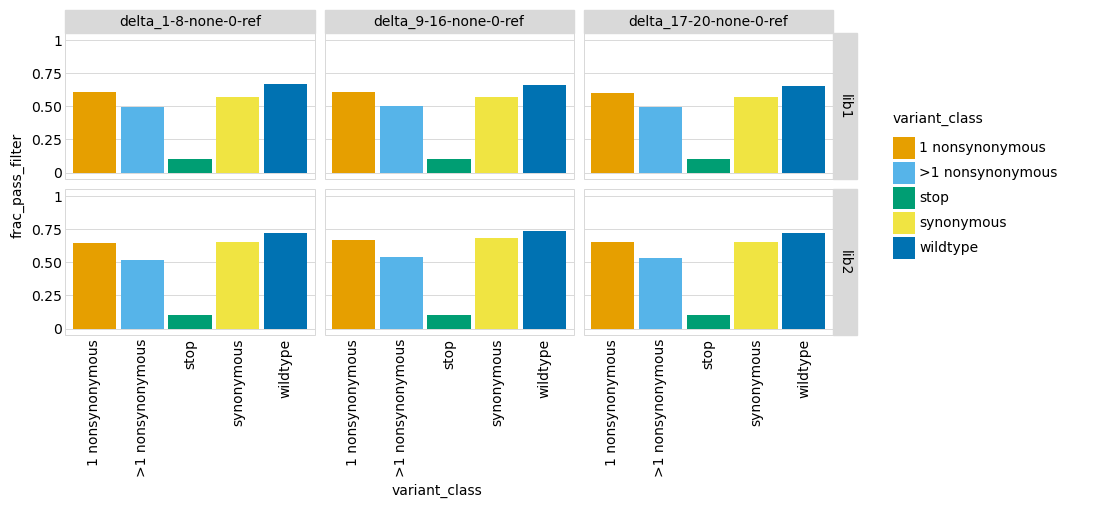 delta_1-8-none-0-ref
delta_9-16-none-0-ref
delta_17-20-none-0-ref
1
0.75
0.50
0.25
0
lib1
1
0.75
0.50
0.25
0
lib2
frac_pass_filter
1 nonsynonymous
>1 nonsynonymous
stop
synonymous
wildtype
1 nonsynonymous
>1 nonsynonymous
stop
synonymous
wildtype
1 nonsynonymous
>1 nonsynonymous
stop
synonymous
wildtype
variant_class
variant_class
1 nonsynonymous
>1 nonsynonymous
stop
synonymous
wildtype